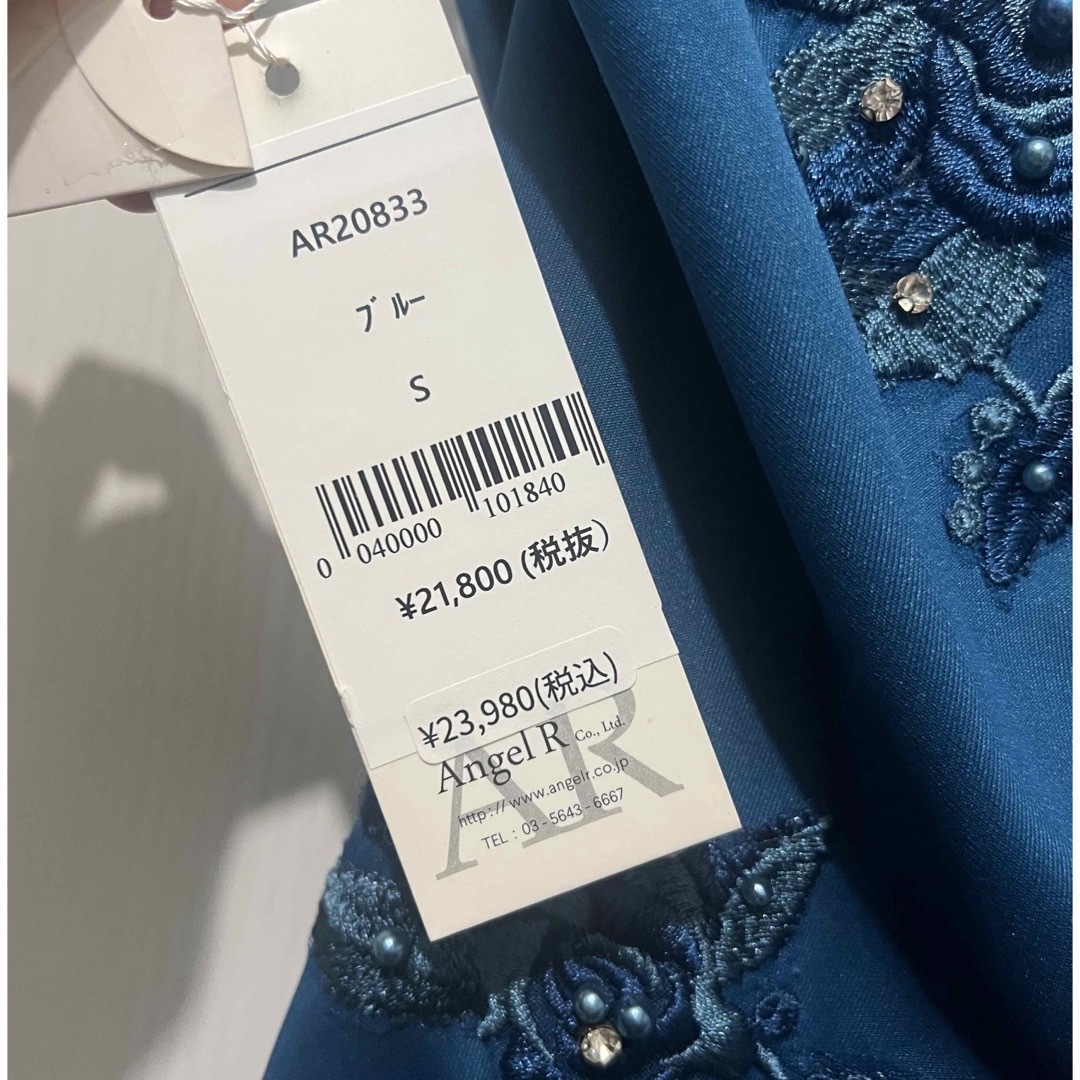 AR20833
ブルー
S
0 040000 101840
¥21,800 (税抜)
¥23,980(税込)
AR
Angel R Co., Ltd.
http://www.angelr.co.jp
TEL : 03-5643-6667